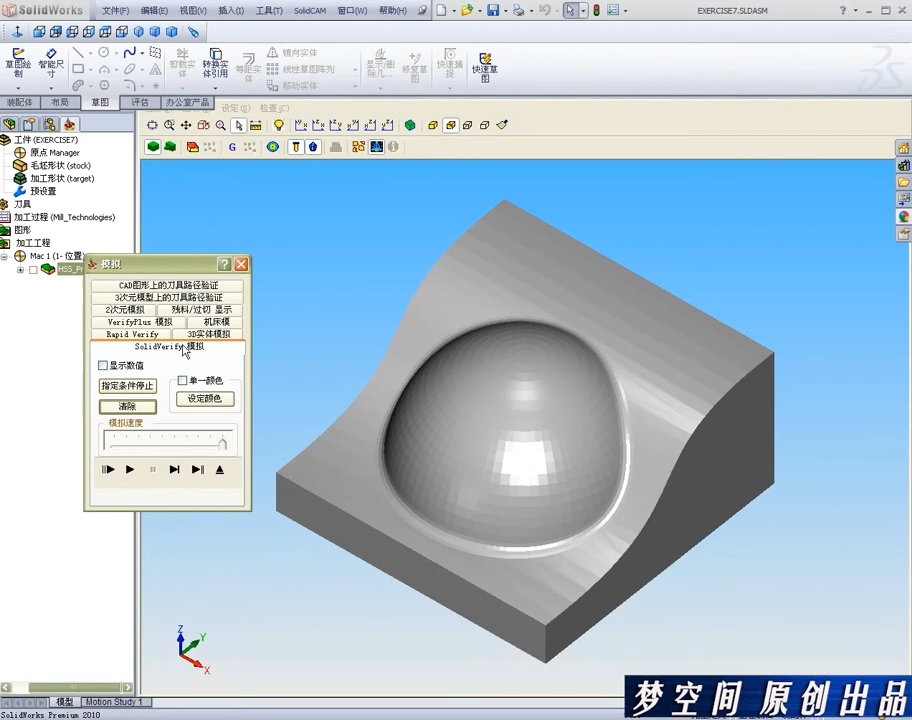 SolidWorks 文件(F) 编辑(E) 视图(V) 插入(I) 工具(T) SolidCAM 窗口(W) 帮助(H) EXERCISE7.SLDASM
草图绘制 智能尺寸 剪裁实体 转换实体引用 等距实体 镜向实体 线性草图阵列 移动实体 显示/删除几... 修复草图 快速捕捉 快速草图
装配体 布局 草图 评估 办公室产品 设定(S) 检查(C)
工件 (EXERCISE7)
原点 Manager
毛坯形状 (stock)
加工形状 (target)
预设置
刀具
加工过程 (Mill_Technologies)
图形
加工工程
Mac 1 (1- 位置)
HSS_Pr
模拟
CAD图形上的刀具路径验证
3次元模型上的刀具路径验证
2次元模拟 残料/过切 显示
VerifyPlus 模拟 机床模
Rapid Verify 3D实体模拟
SolidVerify 模拟
显示数值
指定条件停止 单一颜色
清除 设定颜色
模拟速度
Z
Y
X
模型 Motion Study 1
SolidWorks Premium 2010
梦空间 原创出品